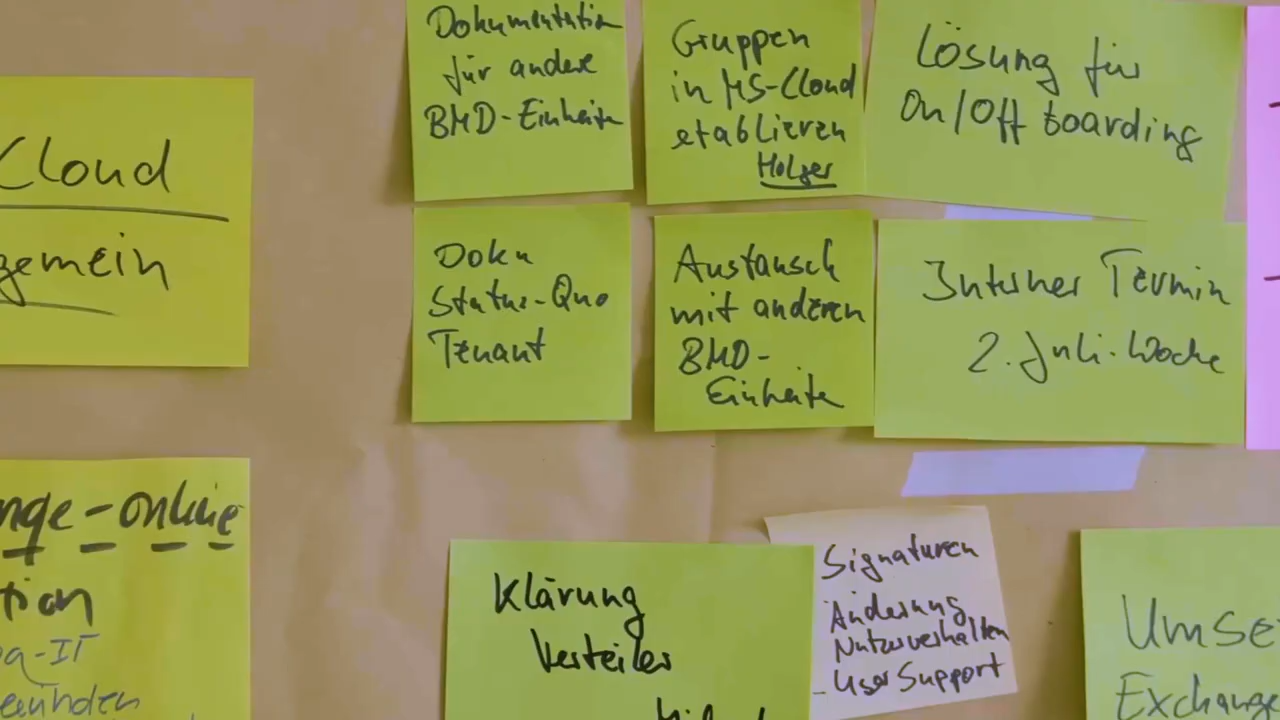 Cloud
gemein
Dokumentation
für andere
BMD-Einheiten
Gruppen
in MS-Cloud
etablieren
Holger
Lösung für
On/Off boarding
Doku
Status-Quo
Tenant
Austausch
mit anderen
BMD-
Einheiten
Interner Termin
2. Juli-Woche
nge-online
tion
Klärung
Verteiler
Signaturen
Änderung
Nutzerverhalten
- User Support
Umse
Exchange